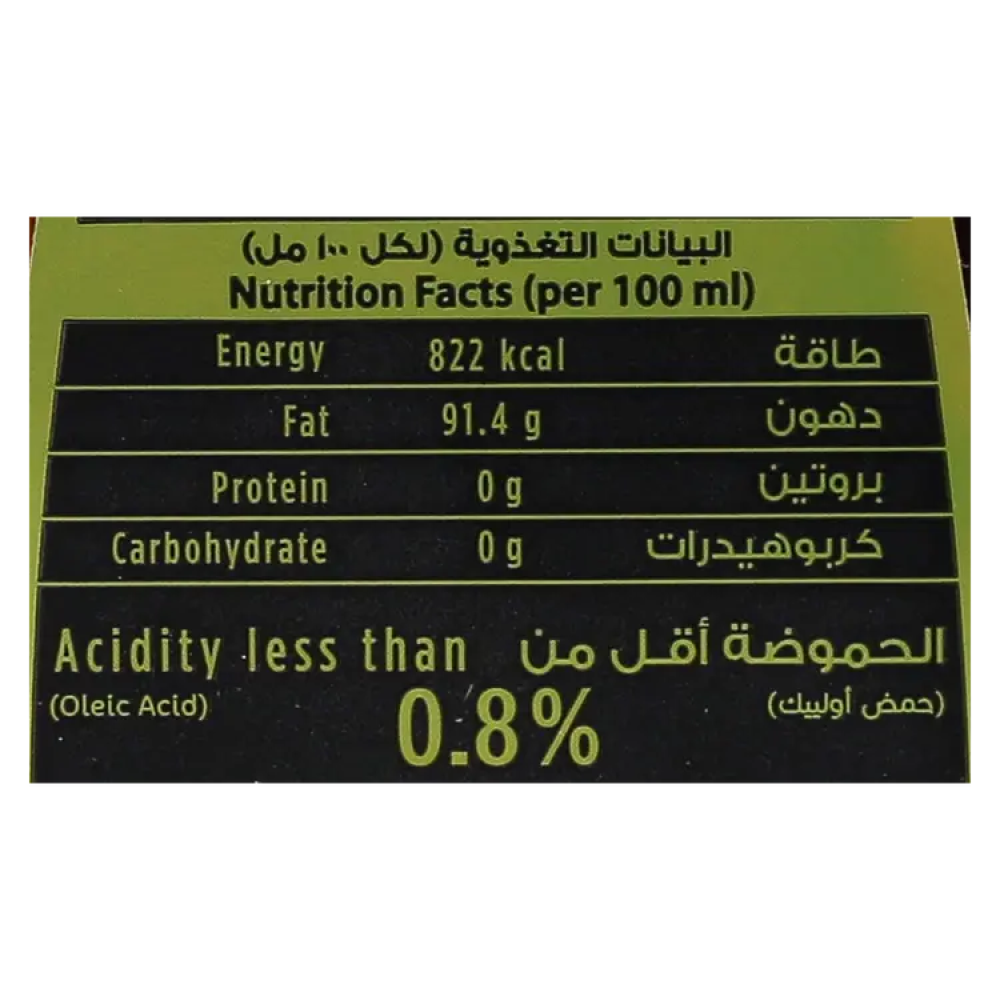 البيانات التغذوية (لكل ١٠٠ مل)
Nutrition Facts (per 100 ml)
Energy 822 kcal طاقة
Fat 91.4 g دهون
Protein 0 g بروتين
Carbohydrate 0 g كربوهيدرات
Acidity less than الحموضة أقل من
(Oleic Acid) 0.8% (حمض أولييك)